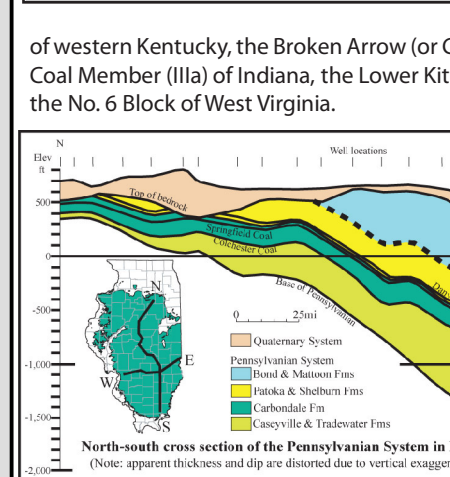 of western Kentucky, the Broken Arrow (or
Coal Member (IIIa) of Indiana, the Lower Kit
the No. 6 Block of West Virginia.
N
Elev
ft
Well locations
500
0
-500
-1,000
-1,500
-2,000
Top of bedrock
Springfield Coal
Colchester Coal
Base of Pennsylvanian
Dan
N
W
E
S
0 25mi
Quaternary System
Pennsylvanian System
Bond & Mattoon Fms
Patoka & Shelburn Fms
Carbondale Fm
Caseyville & Tradewater Fms
North-south cross section of the Pennsylvanian System in
(Note: apparent thickness and dip are distorted due to vertical exagger